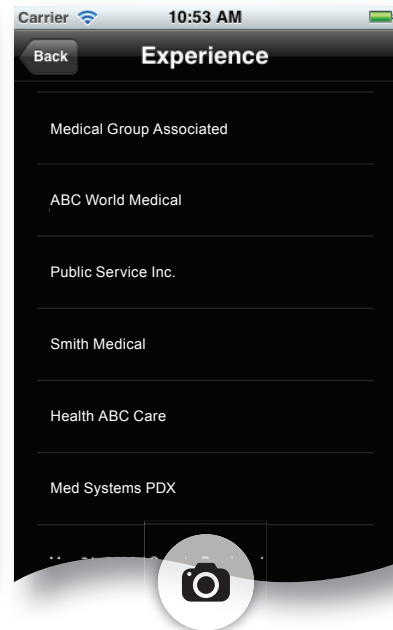 Carrier 10:53 AM
Back Experience
Medical Group Associated
ABC World Medical
Public Service Inc.
Smith Medical
Health ABC Care
Med Systems PDX